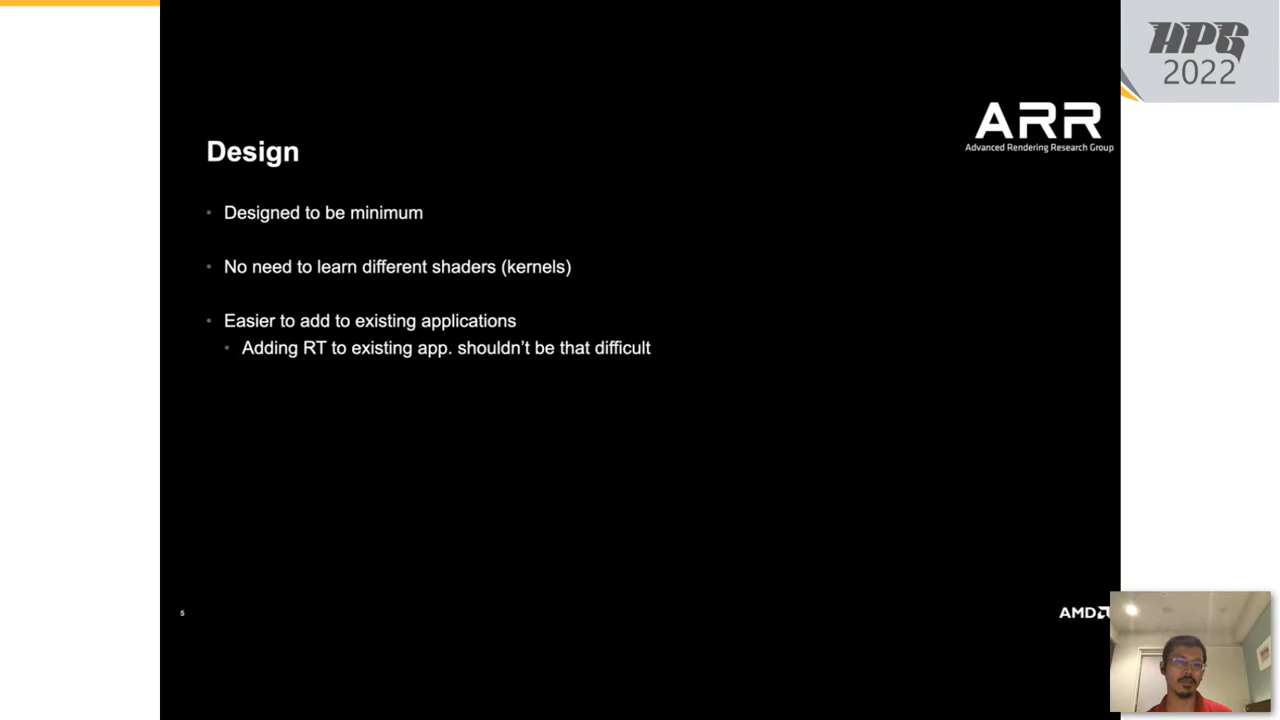 HPG
2022
ARR
Advanced Rendering Research Group
Design
• Designed to be minimum
• No need to learn different shaders (kernels)
• Easier to add to existing applications
• Adding RT to existing app. shouldn’t be that difficult
5
AMD